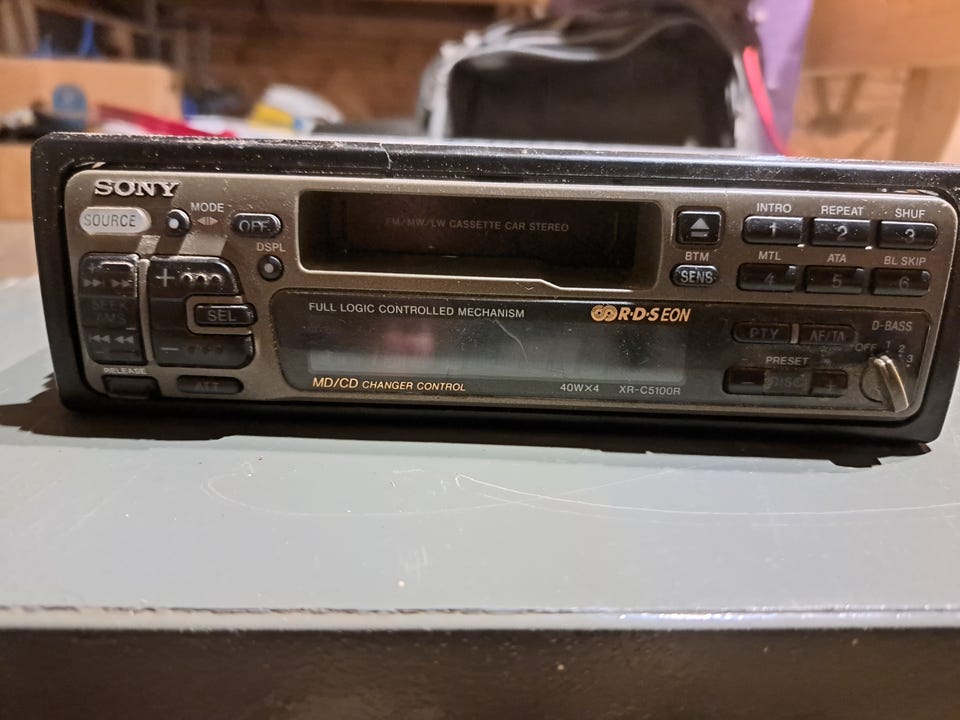 SONY
SOURCE
MODE
OFF
DSPL
FM/MW/LW CASSETTE CAR STEREO
BTM
SENS
INTRO REPEAT SHUF
1 2 3
MTL ATA BL SKIP
4 5 6
SEEK
AMS
+
SEL
−
RELEASE
ATT
FULL LOGIC CONTROLLED MECHANISM
R·D·S EON
MD/CD CHANGER CONTROL
40W×4 XR-C5100R
PTY AF/TA
D-BASS
OFF 1 2 3
PRESET
− DISC +